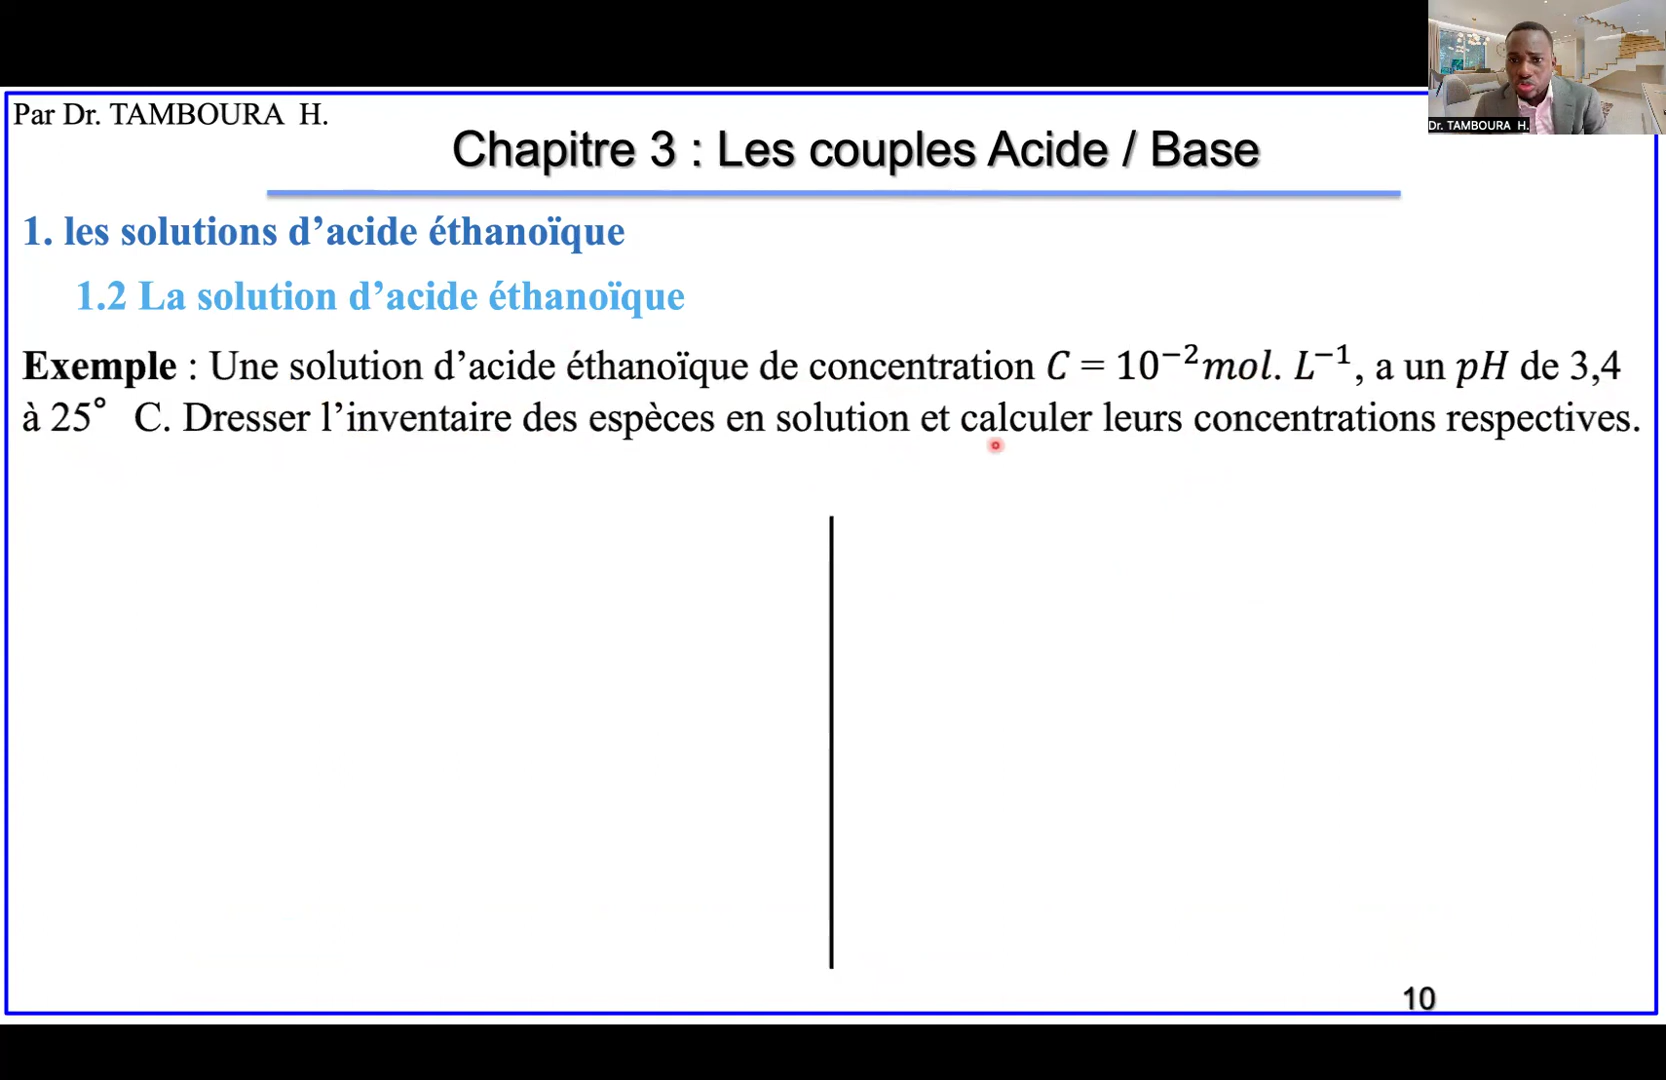 Par Dr. TAMBOURA H.
Dr. TAMBOURA H.
Chapitre 3 : Les couples Acide / Base
1. les solutions d’acide éthanoïque
1.2 La solution d’acide éthanoïque
Exemple : Une solution d’acide éthanoïque de concentration C = 10⁻²mol. L⁻¹, a un pH de 3,4
à 25° C. Dresser l’inventaire des espèces en solution et calculer leurs concentrations respectives.
10